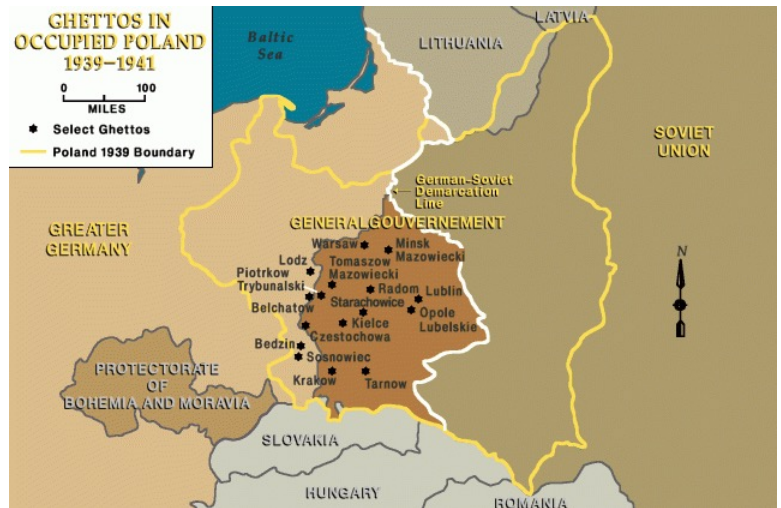 GHETTOS IN
OCCUPIED POLAND
1939-1941
0 100
MILES
Select Ghettos
Poland 1939 Boundary
Baltic
Sea
LATVIA
LITHUANIA
SOVIET
UNION
German-Soviet
Demarcation
Line
GREATER
GERMANY
GENERAL GOUVERNEMENT
Warsaw
Minsk
Mazowiecki
Lodz
Tomaszow
Mazowiecki
Piotrkow
Trybunalski
Radom
Lublin
Belchatow
Starachowice
Opole
Lubelskie
Kielce
Czestochowa
Bedzin
Sosnowiec
Krakow
Tarnow
N
PROTECTORATE
OF
BOHEMIA AND MORAVIA
SLOVAKIA
HUNGARY
ROMANIA